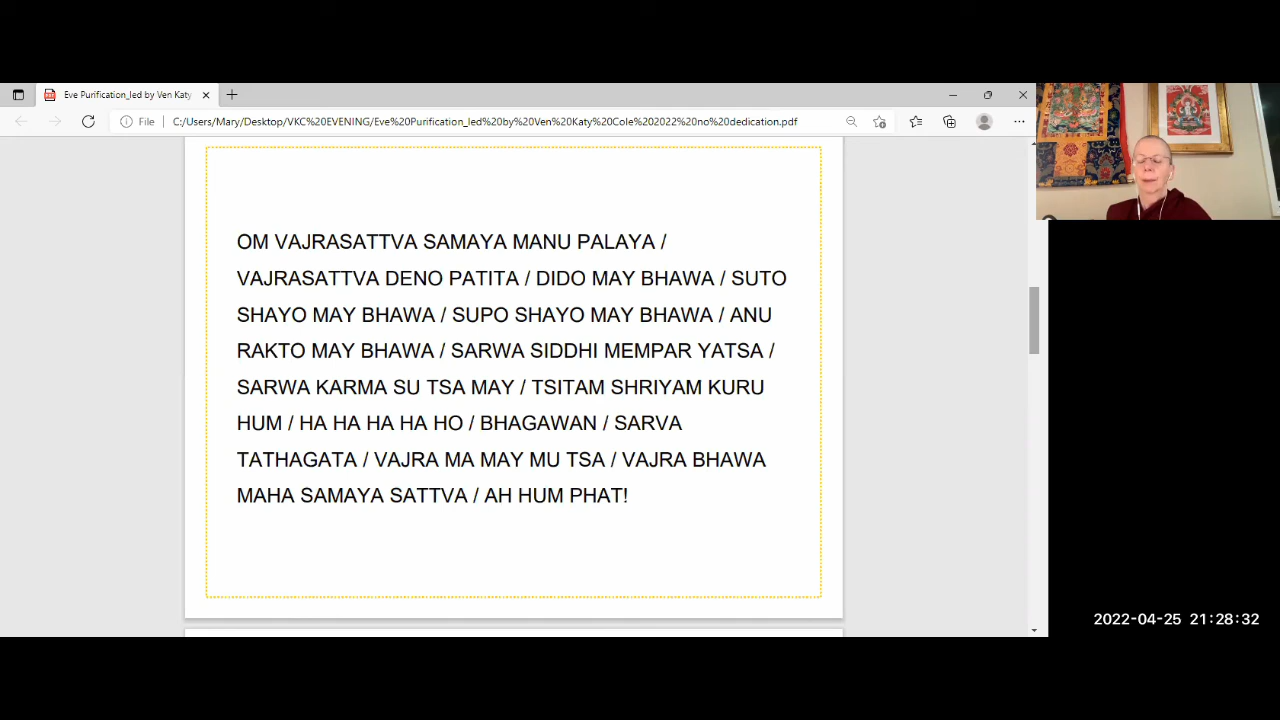 Eve Purification_led by Ven Katy
File
C:/Users/Mary/Desktop/VKC%20EVENING/Eve%20Purification_led%20by%20Ven%20Katy%20Cole%202022%20no%20dedication.pdf
OM VAJRASATTVA SAMAYA MANU PALAYA /
VAJRASATTVA DENO PATITA / DIDO MAY BHAWA / SUTO
SHAYO MAY BHAWA / SUPO SHAYO MAY BHAWA / ANU
RAKTO MAY BHAWA / SARWA SIDDHI MEMPAR YATSA /
SARWA KARMA SU TSA MAY / TSITAM SHRIYAM KURU
HUM / HA HA HA HA HO / BHAGAWAN / SARVA
TATHAGATA / VAJRA MA MAY MU TSA / VAJRA BHAWA
MAHA SAMAYA SATTVA / AH HUM PHAT!
2022-04-25 21:28:32